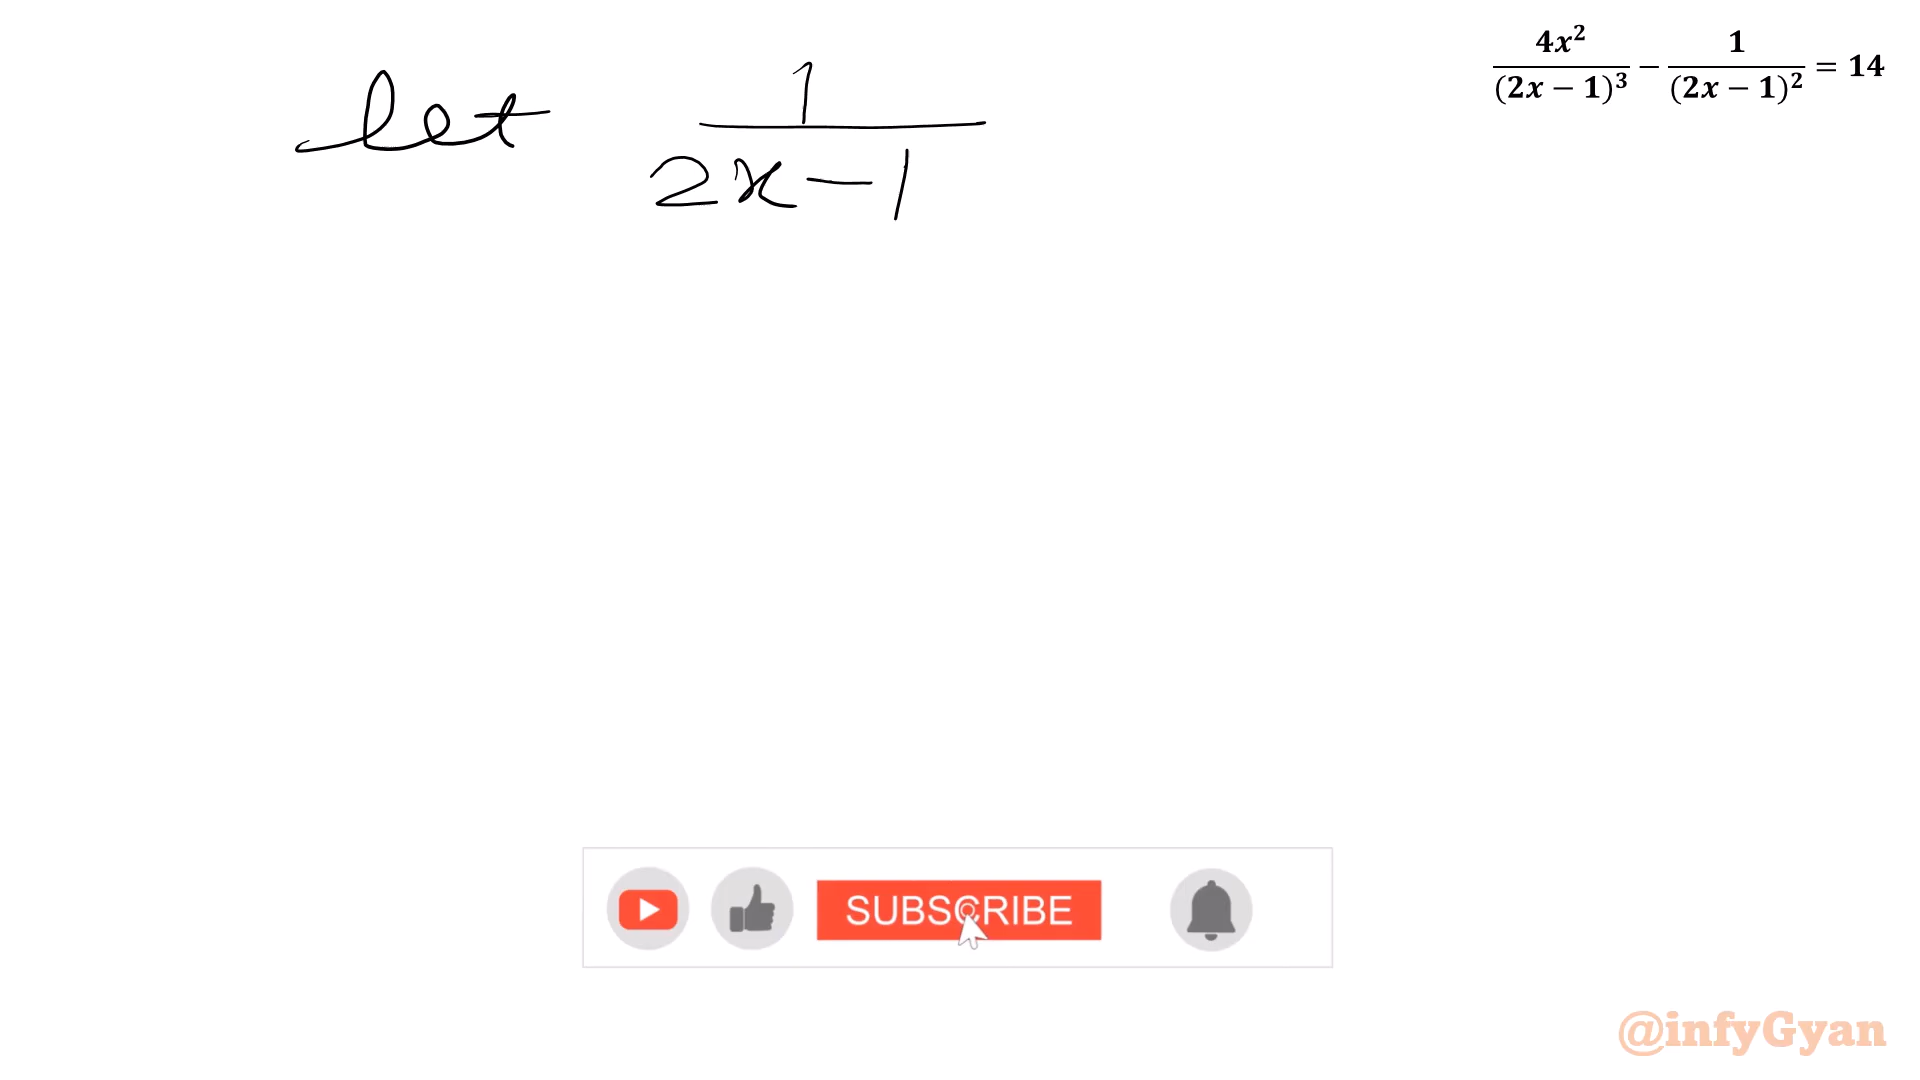 let 1/(2x-1)
4x²/(2x − 1)³ − 1/(2x − 1)² = 14
SUBSCRIBE
@infyGyan